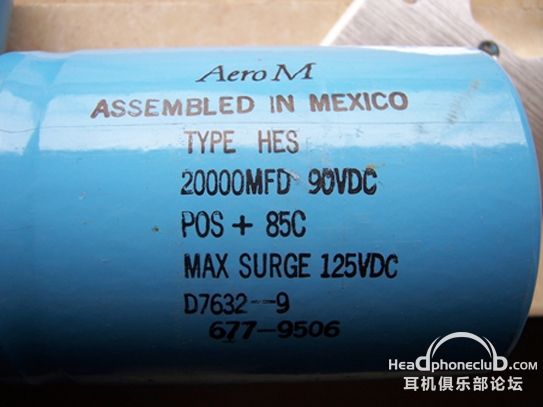 Aero M
ASSEMBLED IN MEXICO
TYPE HES
20000MFD 90VDC
POS + 85C
MAX SURGE 125VDC
D7632--9
677-9506
HeadphoneClub.com
耳机俱乐部论坛